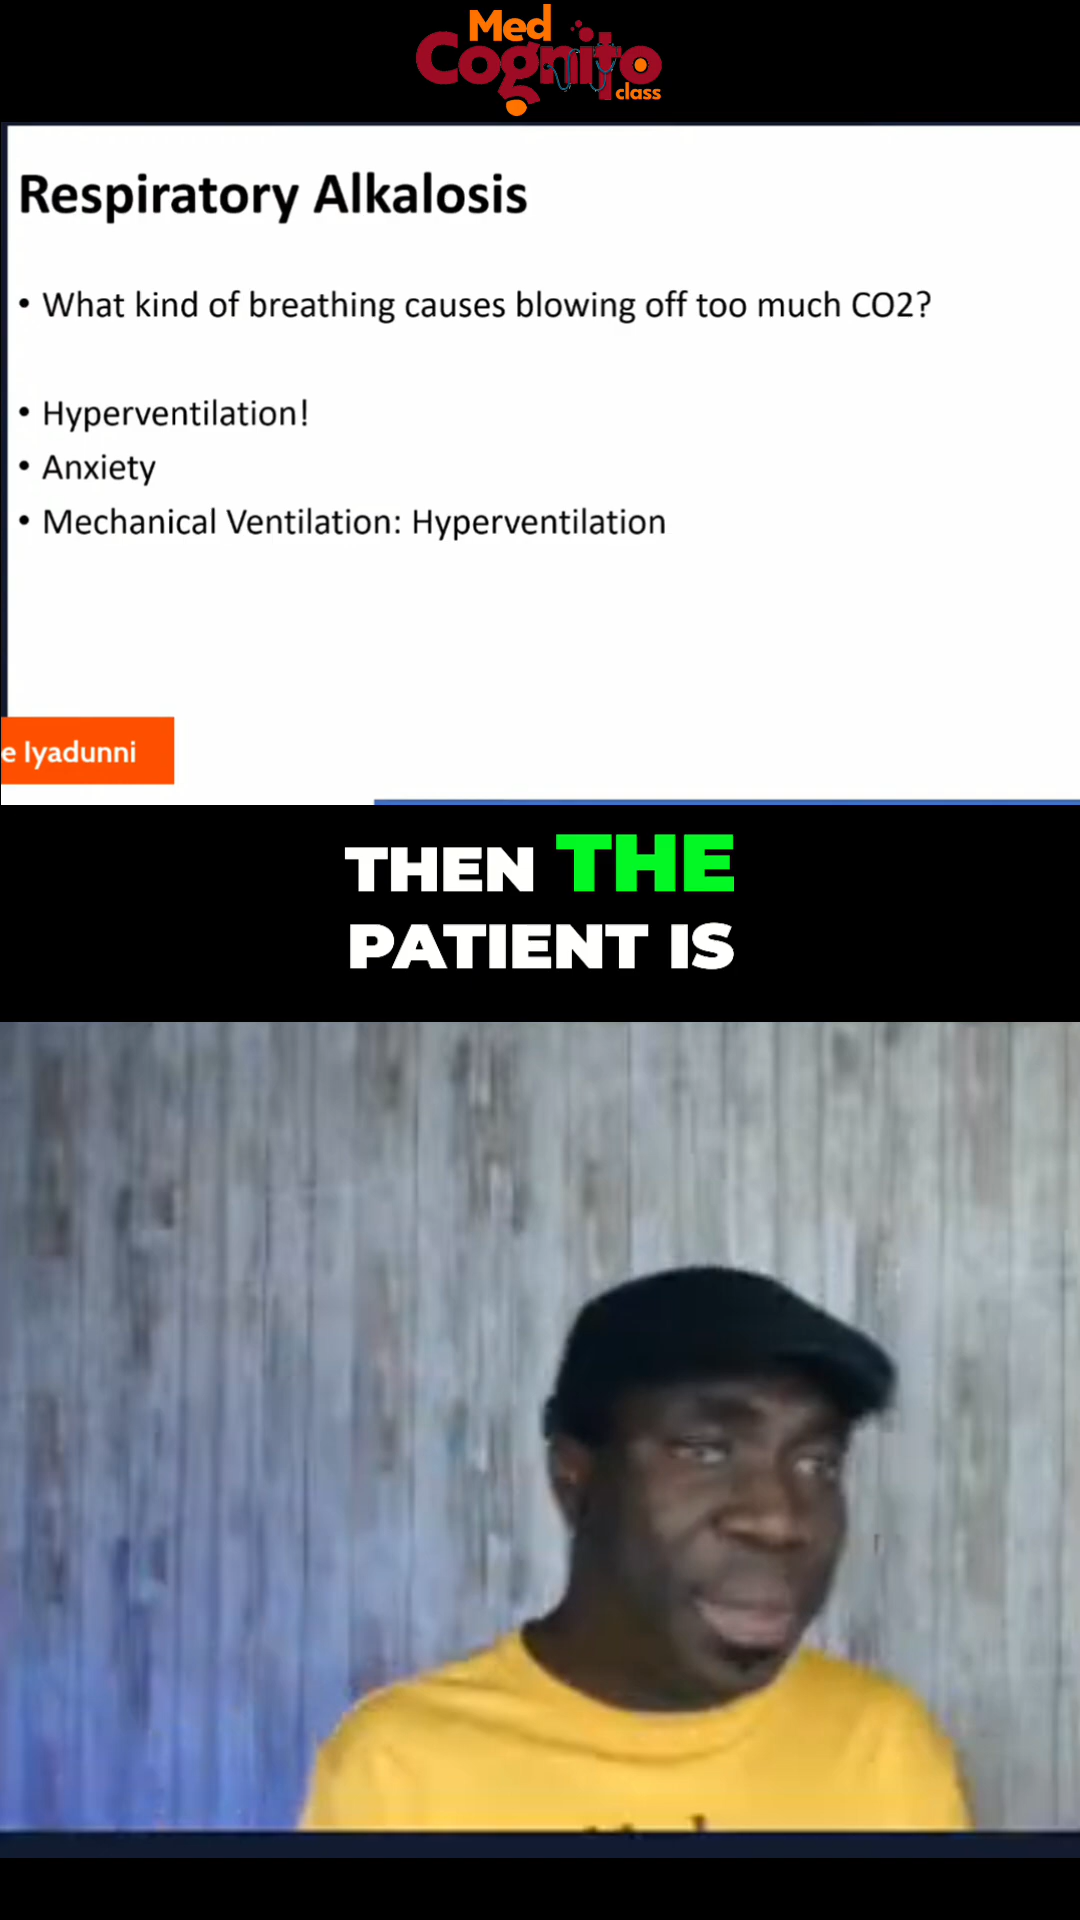 Med
Cognito
class
Respiratory Alkalosis
• What kind of breathing causes blowing off too much CO2?
• Hyperventilation!
• Anxiety
• Mechanical Ventilation: Hyperventilation
e Iyadunni
THEN THE
PATIENT IS